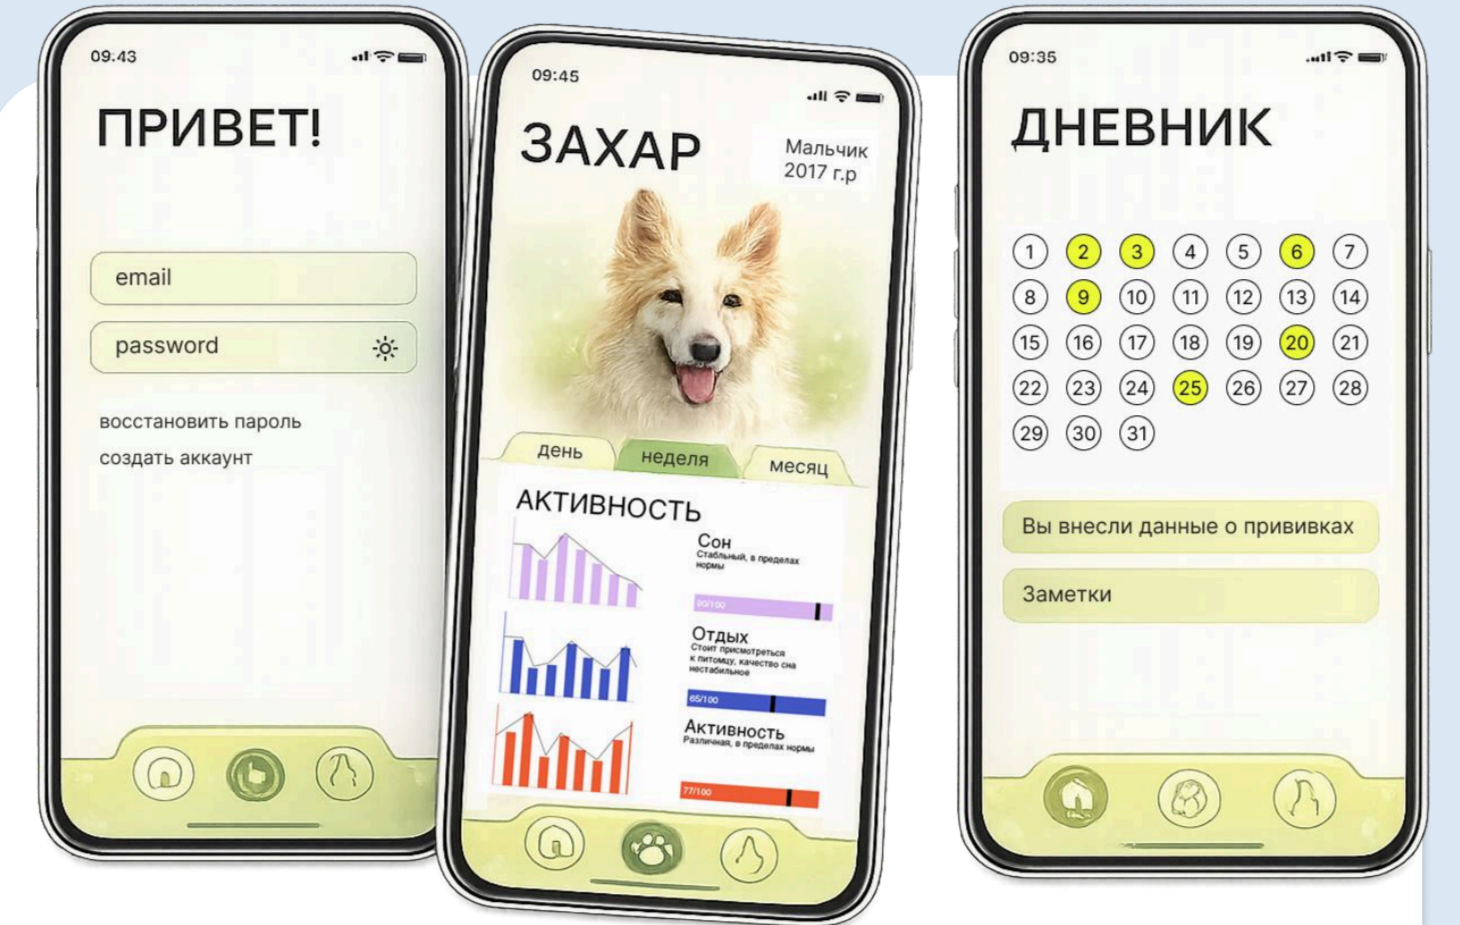 09:43
ПРИВЕТ!
email
password
восстановить пароль
создать аккаунт
09:45
ЗАХАР
Мальчик
2017 г.р
день
неделя
месяц
АКТИВНОСТЬ
Сон
Стабльный, в пределах
нормы
90/100
Отдых
Стоит присмотреться
к питомцу, качество сна
нестабильное
65/100
Активность
Различная, в пределах нормы
77/100
09:35
ДНЕВНИК
1 2 3 4 5 6 7
8 9 10 11 12 13 14
15 16 17 18 19 20 21
22 23 24 25 26 27 28
29 30 31
Вы внесли данные о прививках
Заметки